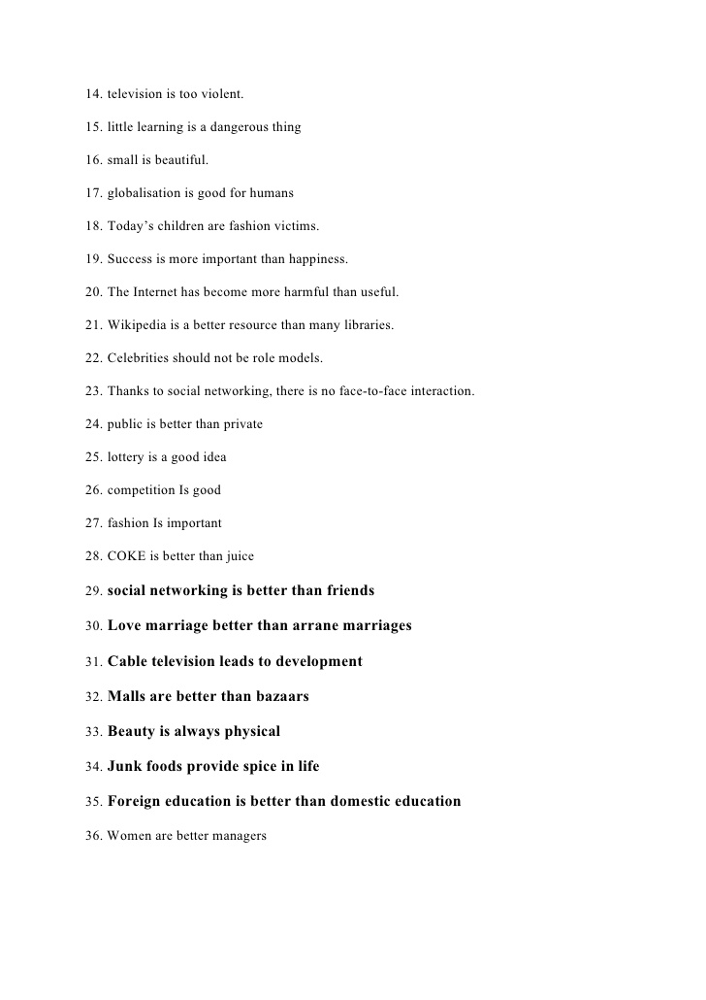 14. television is too violent.
15. little learning is a dangerous thing
16. small is beautiful.
17. globalisation is good for humans
18. Today’s children are fashion victims.
19. Success is more important than happiness.
20. The Internet has become more harmful than useful.
21. Wikipedia is a better resource than many libraries.
22. Celebrities should not be role models.
23. Thanks to social networking, there is no face-to-face interaction.
24. public is better than private
25. lottery is a good idea
26. competition Is good
27. fashion Is important
28. COKE is better than juice
29. social networking is better than friends
30. Love marriage better than arrane marriages
31. Cable television leads to development
32. Malls are better than bazaars
33. Beauty is always physical
34. Junk foods provide spice in life
35. Foreign education is better than domestic education
36. Women are better managers